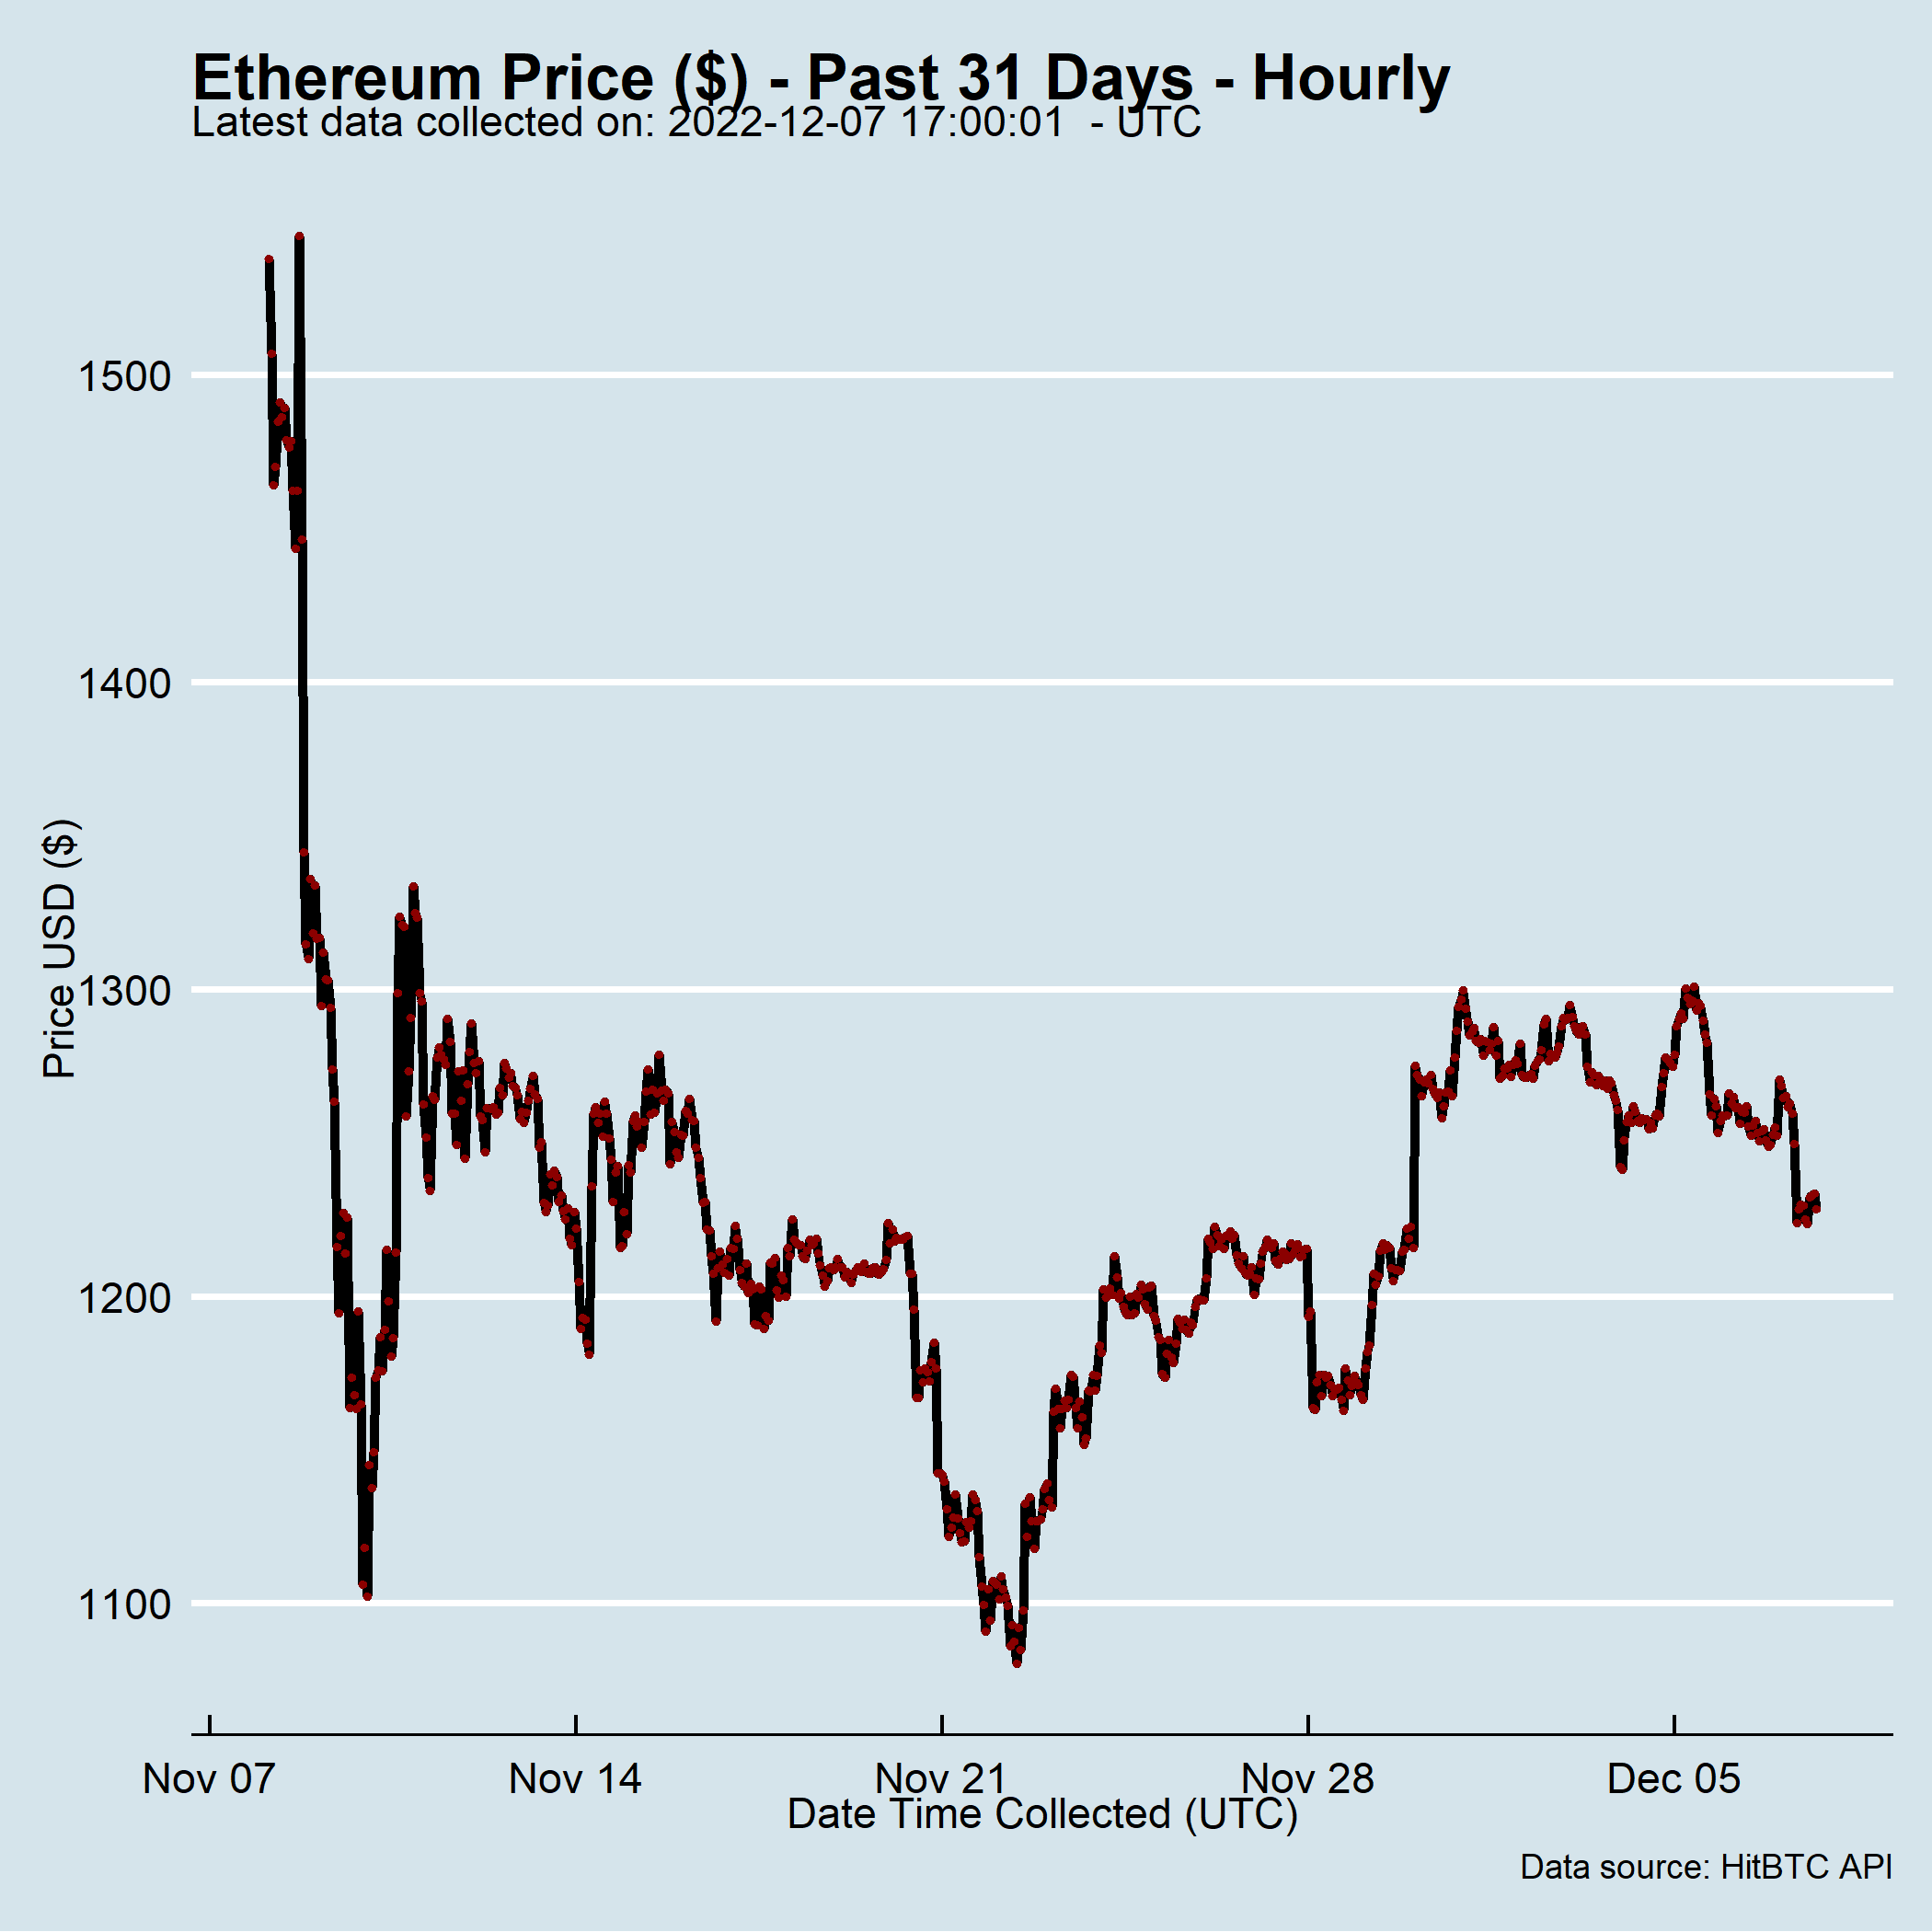 Ethereum Price ($) - Past 31 Days - Hourly
Latest data collected on: 2022-12-07 17:00:01  - UTC
Price USD ($)
1500
1400
1300
1200
1100
Nov 07
Nov 14
Nov 21
Nov 28
Dec 05
Date Time Collected (UTC)
Data source: HitBTC API